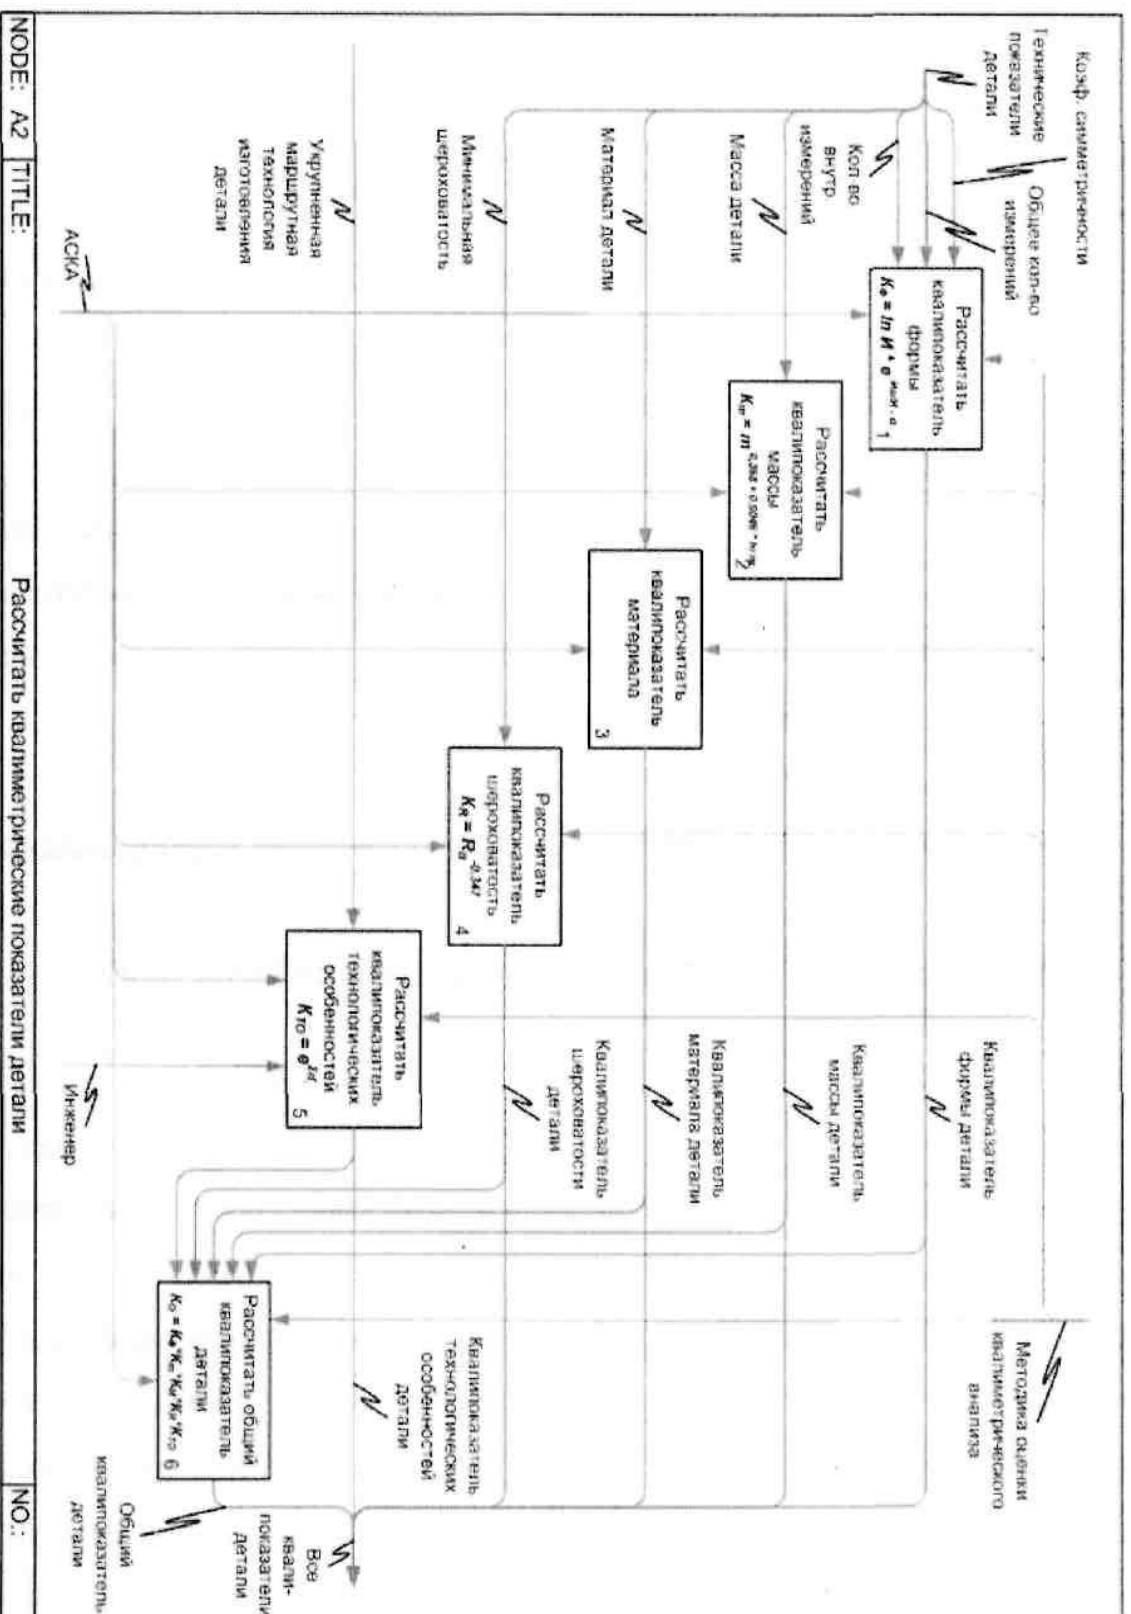 Коэф. симметричности
Технические
показатели
детали
Общее кол-во
измерений
Кол-во
внутр.
измерений
Масса детали
Материал детали
Минимальная
шероховатость
Укрупненная
маршрутная
технология
изготовления
детали
АСКА
Рассчитать
квалипоказатель
формы
1
Рассчитать
квалипоказатель
массы
2
Рассчитать
квалипоказатель
материала
3
Рассчитать
квалипоказатель
шероховатость
K_R = R_a^-0.347
4
Рассчитать
квалипоказатель
технологических
особенностей
5
Рассчитать общий
квалипоказатель
детали
6
Инженер
Методика оценки
квалиметрического
анализа
Квалипоказатель
формы детали
Квалипоказатель
массы детали
Квалипоказатель
материала детали
Квалипоказатель
шероховатости
детали
Квалипоказатель
технологических
особенностей
детали
Все
квали-
показатели
детали
Общий
квалипоказатель
детали
NODE: A2
TITLE:
Рассчитать квалиметрические показатели детали
NO.: